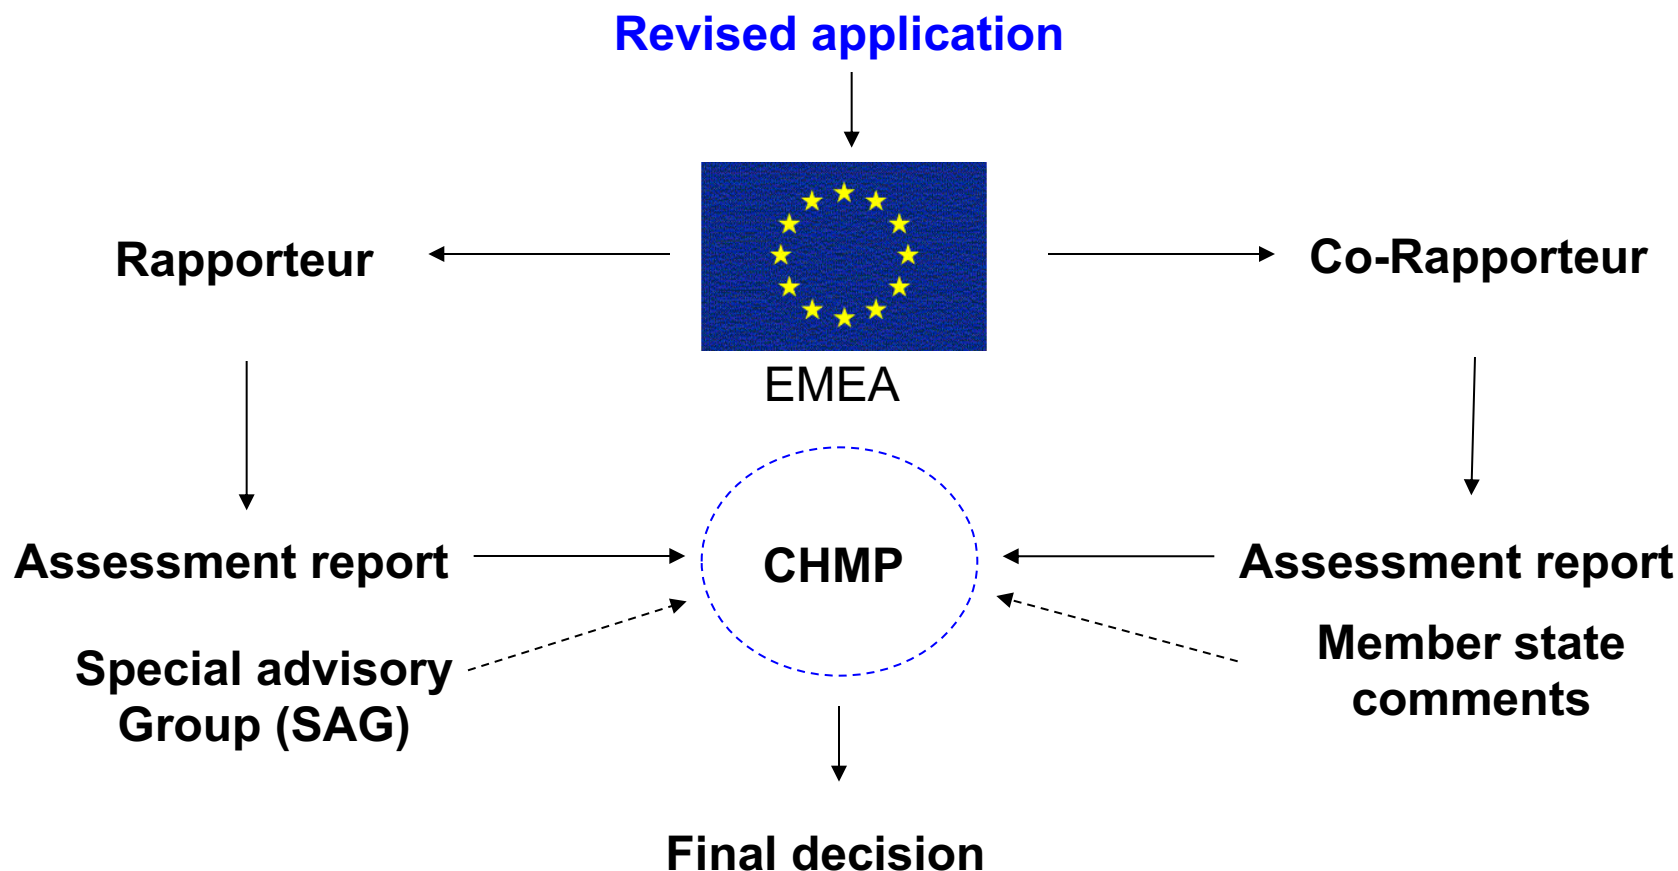 Revised application
Rapporteur
Co-Rapporteur
EMEA
Assessment report
CHMP
Assessment report
Special advisory
Group (SAG)
Member state
comments
Final decision